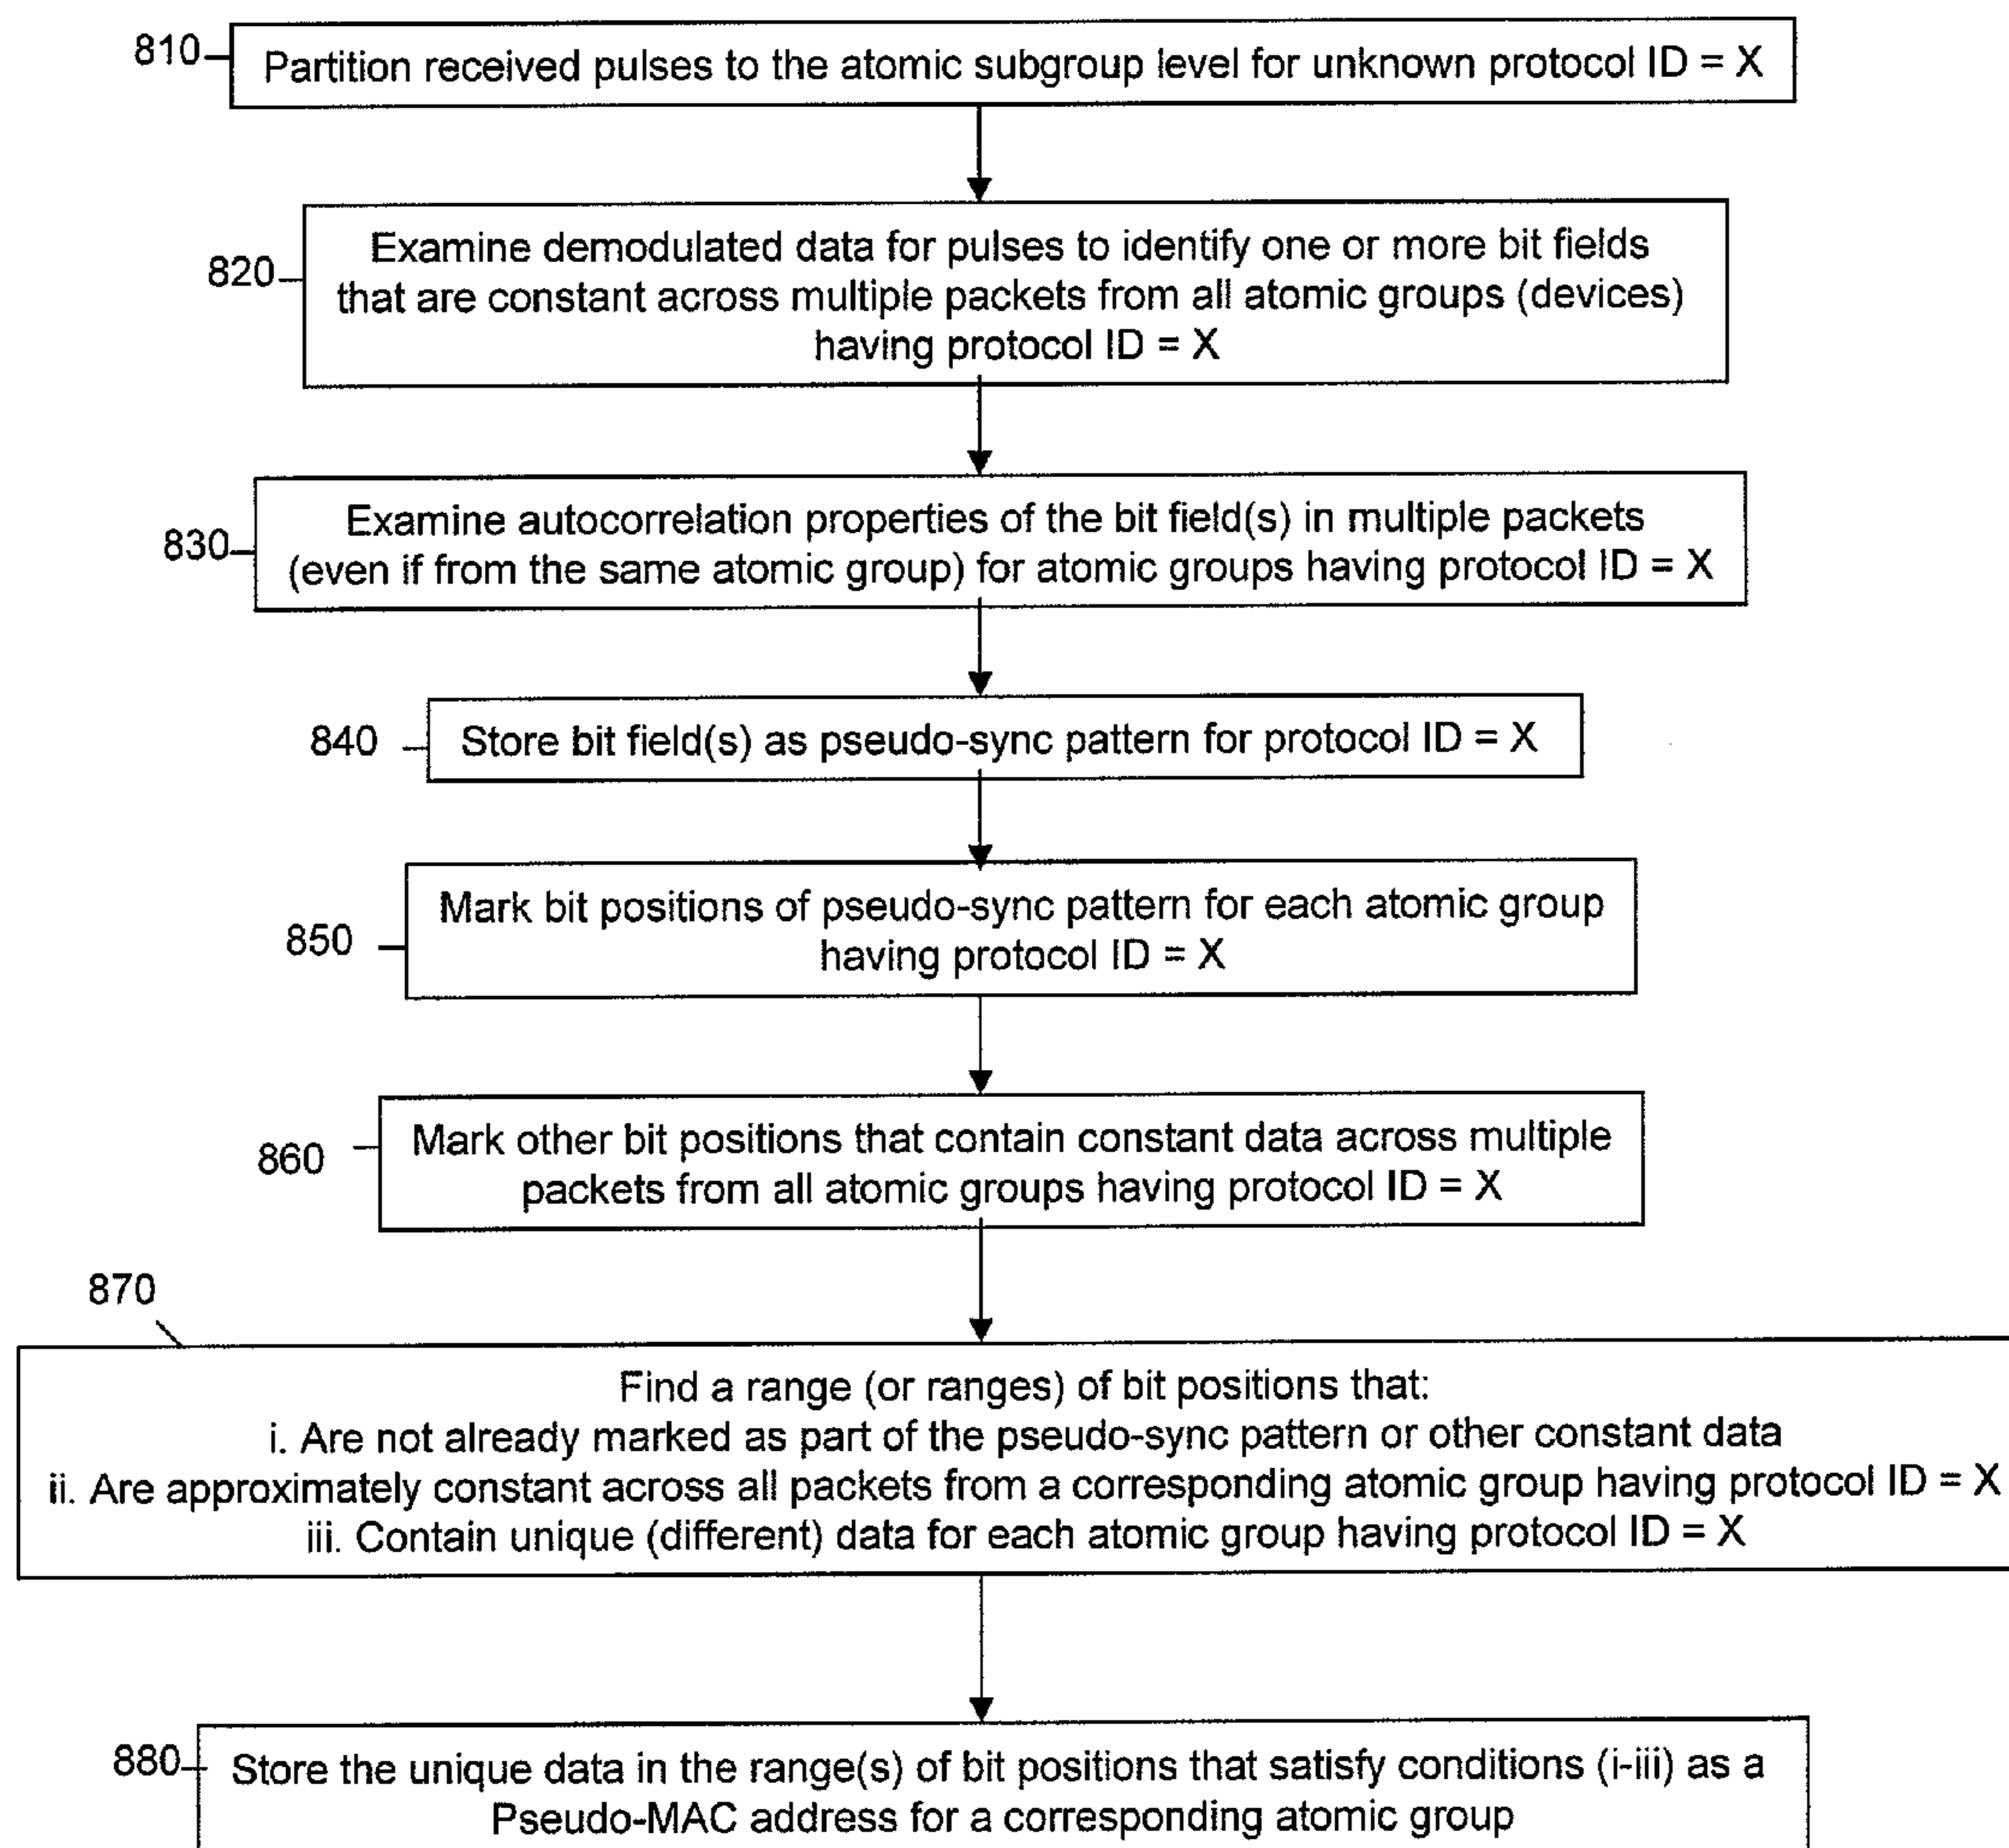 810
Partition received pulses to the atomic subgroup level for unknown protocol ID = X
820
Examine demodulated data for pulses to identify one or more bit fields
that are constant across multiple packets from all atomic groups (devices)
having protocol ID = X
830
Examine autocorrelation properties of the bit field(s) in multiple packets
(even if from the same atomic group) for atomic groups having protocol ID = X
840
Store bit field(s) as pseudo-sync pattern for protocol ID = X
850
Mark bit positions of pseudo-sync pattern for each atomic group
having protocol ID = X
860
Mark other bit positions that contain constant data across multiple
packets from all atomic groups having protocol ID = X
870
Find a range (or ranges) of bit positions that:
i. Are not already marked as part of the pseudo-sync pattern or other constant data
ii. Are approximately constant across all packets from a corresponding atomic group having protocol ID = X
iii. Contain unique (different) data for each atomic group having protocol ID = X
880
Store the unique data in the range(s) of bit positions that satisfy conditions (i-iii) as a
Pseudo-MAC address for a corresponding atomic group